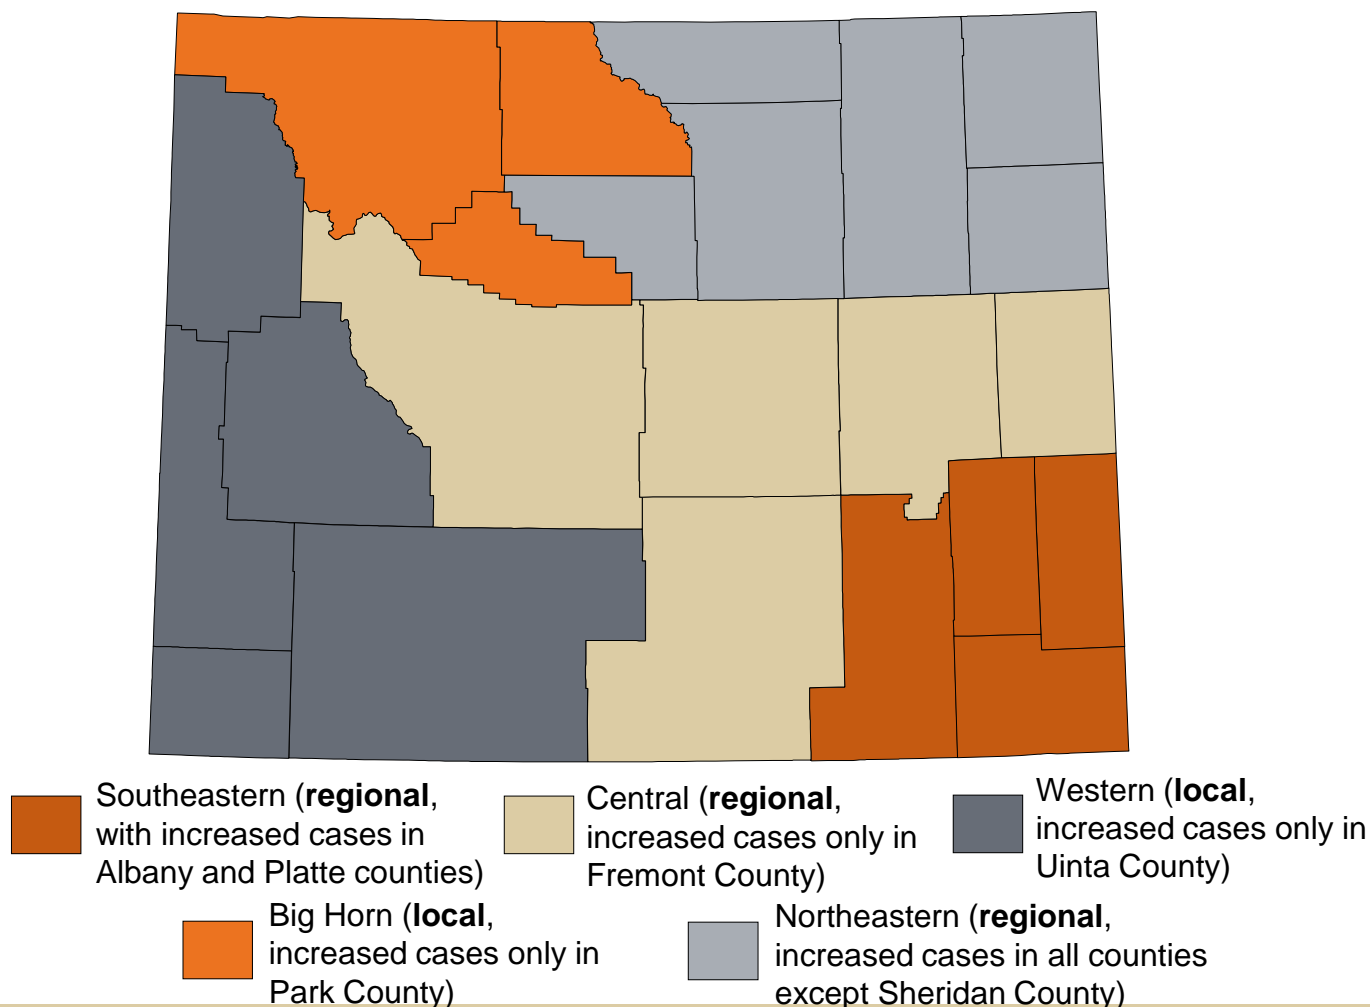 Southeastern (regional,
with increased cases in
Albany and Platte counties)
Central (regional,
increased cases only in
Fremont County)
Western (local,
increased cases only in
Uinta County)
Big Horn (local,
increased cases only in
Park County)
Northeastern (regional,
increased cases in all counties
except Sheridan County)